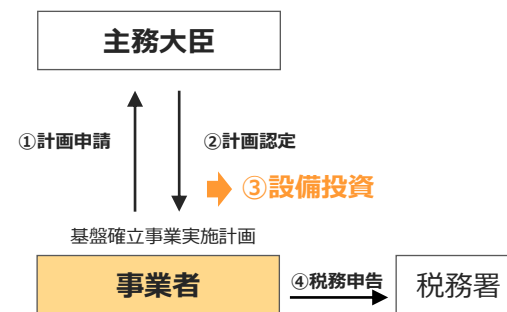 主務大臣
①計画申請
②計画認定
③設備投資
基盤確立事業実施計画
事業者
④税務申告
税務署